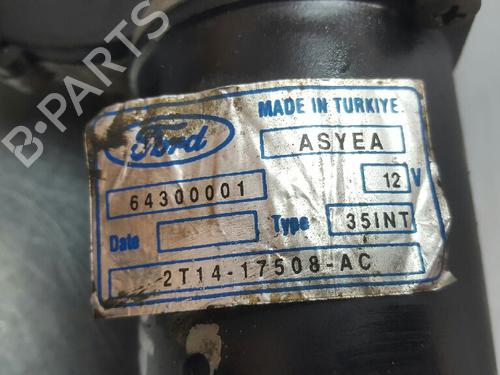 MADE IN TURKIYE
Ford
ASYEA
64300001
12 V
Date
Type
35INT
2T14-17508-AC
B-PARTS